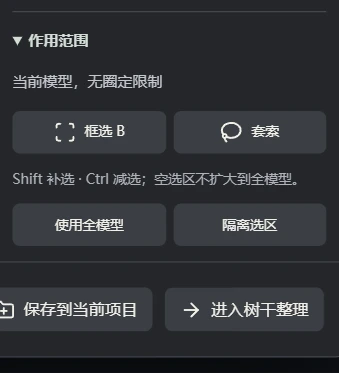 ▼ 作用范围
当前模型，无圈定限制
框选 B
套索
Shift 补选 · Ctrl 减选；空选区不扩大到全模型。
使用全模型
隔离选区
保存到当前项目
进入树干整理